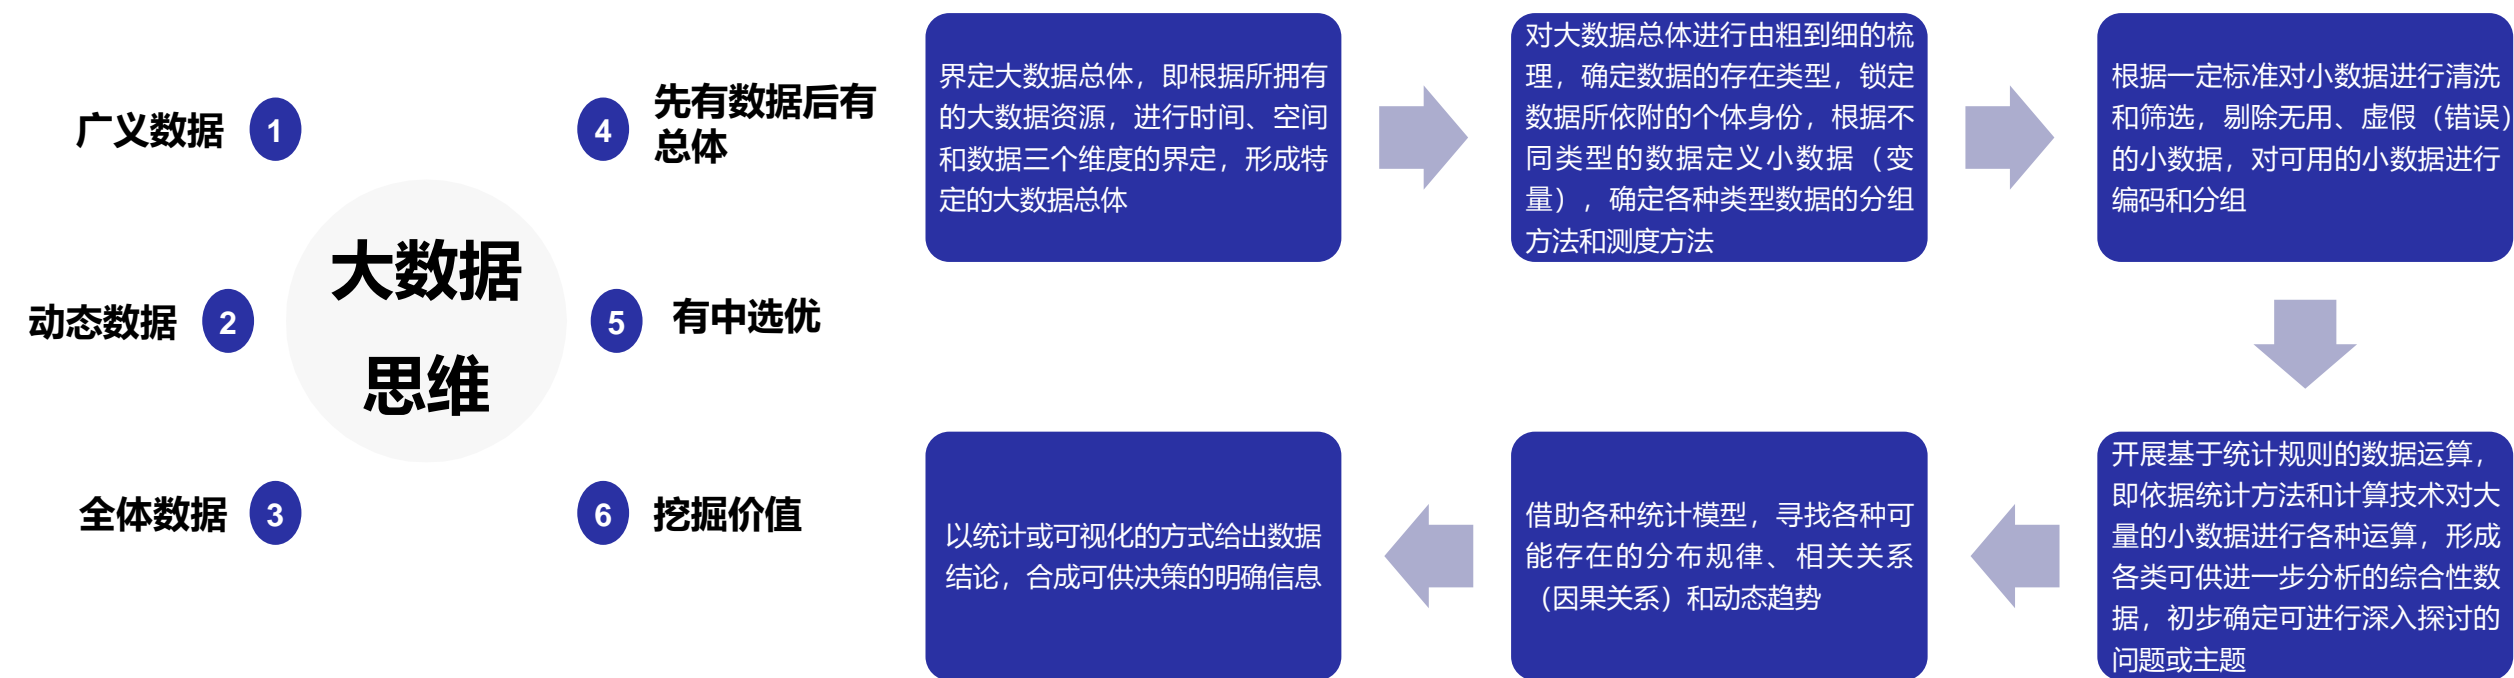 大数据
思维
1
广义数据
2
动态数据
3
全体数据
4
先有数据后有
总体
5
有中选优
6
挖掘价值
界定大数据总体，即根据所拥有
的大数据资源，进行时间、空间
和数据三个维度的界定，形成特
定的大数据总体
对大数据总体进行由粗到细的梳
理，确定数据的存在类型，锁定
数据所依附的个体身份，根据不
同类型的数据定义小数据（变
量），确定各种类型数据的分组
方法和测度方法
根据一定标准对小数据进行清洗
和筛选，剔除无用、虚假（错误）
的小数据，对可用的小数据进行
编码和分组
开展基于统计规则的数据运算，
即依据统计方法和计算技术对大
量的小数据进行各种运算，形成
各类可供进一步分析的综合性数
据，初步确定可进行深入探讨的
问题或主题
借助各种统计模型，寻找各种可
能存在的分布规律、相关关系
（因果关系）和动态趋势
以统计或可视化的方式给出数据
结论，合成可供决策的明确信息